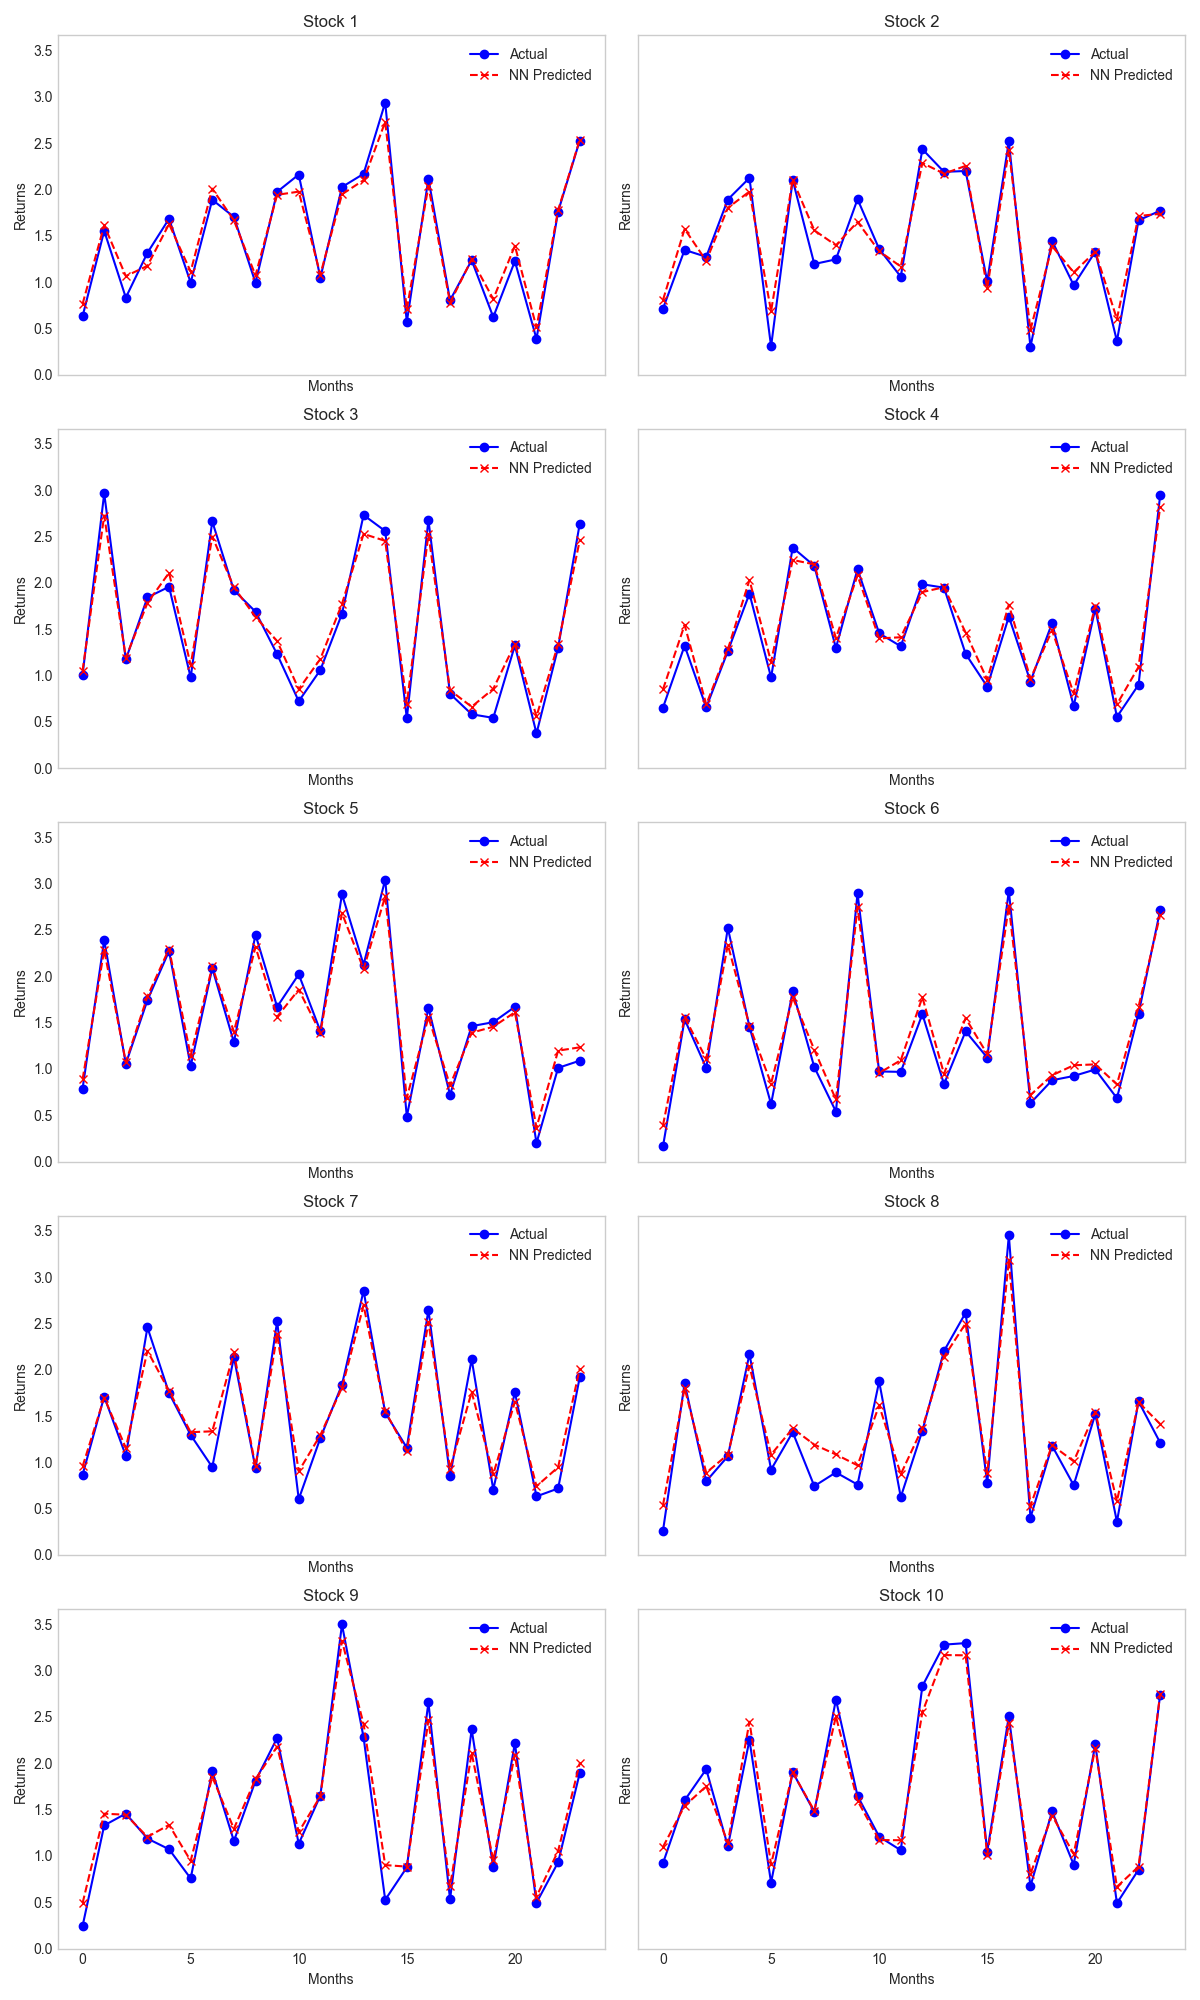 Stock 1
3.5
3.0
2.5
2.0
1.5
1.0
0.5
0.0
Returns
Actual
NN Predicted
Months
Stock 2
Returns
Actual
NN Predicted
Months
Stock 3
3.5
3.0
2.5
2.0
1.5
1.0
0.5
0.0
Returns
Actual
NN Predicted
Months
Stock 4
Returns
Actual
NN Predicted
Months
Stock 5
3.5
3.0
2.5
2.0
1.5
1.0
0.5
0.0
Returns
Actual
NN Predicted
Months
Stock 6
Returns
Actual
NN Predicted
Months
Stock 7
3.5
3.0
2.5
2.0
1.5
1.0
0.5
0.0
Returns
Actual
NN Predicted
Months
Stock 8
Returns
Actual
NN Predicted
Months
Stock 9
3.5
3.0
2.5
2.0
1.5
1.0
0.5
0.0
Returns
Actual
NN Predicted
0 5 10 15 20
Months
Stock 10
Returns
Actual
NN Predicted
0 5 10 15 20
Months